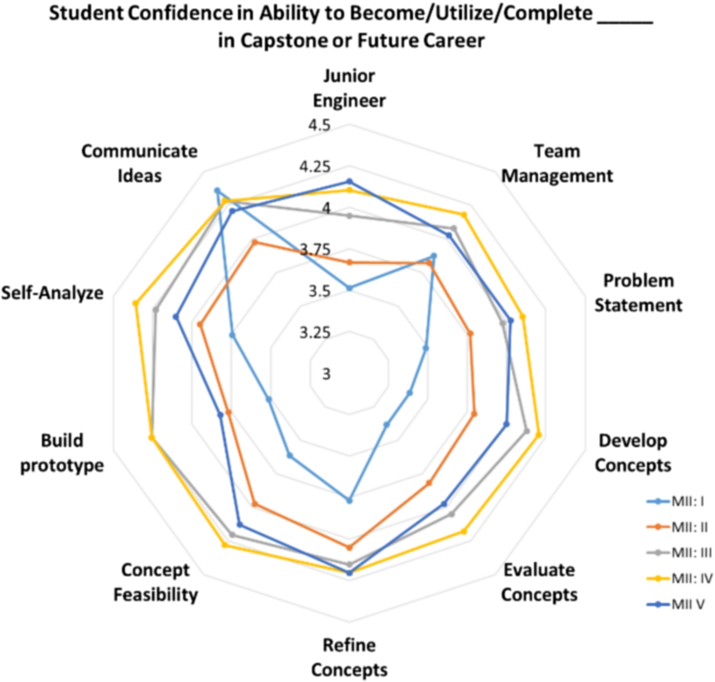 Student Confidence in Ability to Become/Utilize/Complete _____
in Capstone or Future Career
Junior
Engineer
Team
Management
Problem
Statement
Develop
Concepts
Evaluate
Concepts
Refine
Concepts
Concept
Feasibility
Build
prototype
Self-Analyze
Communicate
Ideas
4.5
4.25
4
3.75
3.5
3.25
3
MII: I
MII: II
MII: III
MII: IV
MII V